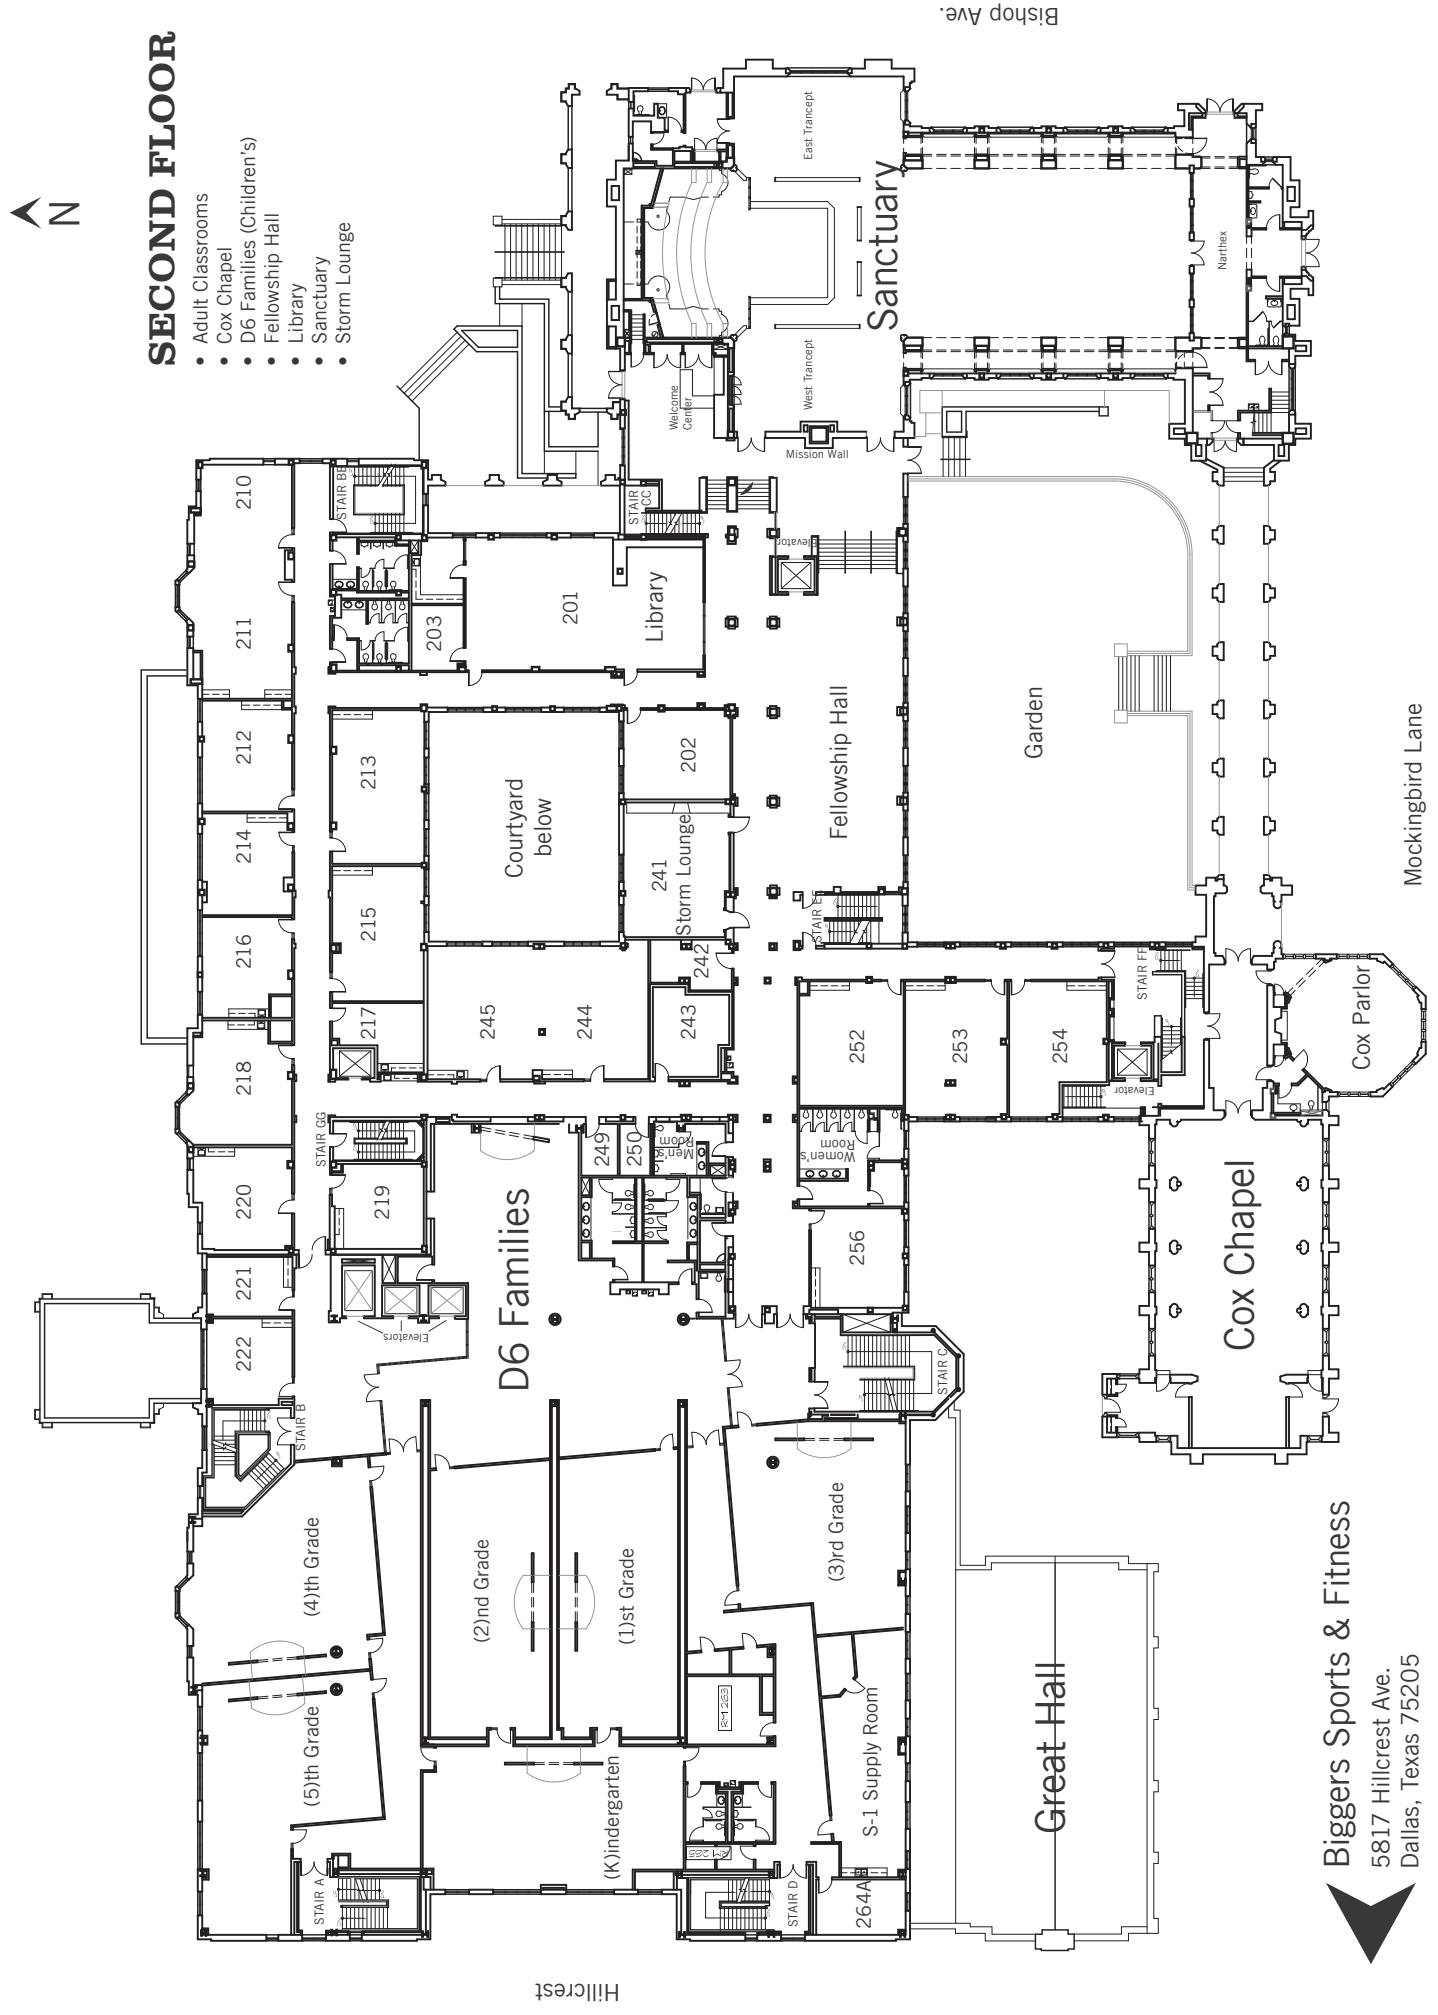 SECOND FLOOR
• Adult Classrooms
• Cox Chapel
• D6 Families (Children's)
• Fellowship Hall
• Library
• Sanctuary
• Storm Lounge
N
Bishop Ave.
Hillcrest
Mockingbird Lane
222
221
220
218
216
214
212
211
210
STAIR B
STAIR GG
219
217
215
213
STAIR BB
203
201
Library
Courtyard
below
245
244
243
242
241
Storm Lounge
202
STAIR
CC
Welcome
Center
West Trancept
East Trancept
Sanctuary
Mission Wall
Narthex
Elevator
Fellowship Hall
Garden
STAIR E
(5)th Grade
(4)th Grade
STAIR A
Elevators
D6 Families
249
250
Men's
Room
Women's
Room
(2)nd Grade
(1)st Grade
(K)indergarten
(3)rd Grade
RM 263
RM 265
S-1 Supply Room
STAIR D
264A
STAIR C
256
252
253
254
STAIR FF
Elevator
Cox Parlor
Cox Chapel
Great Hall
Biggers Sports & Fitness
5817 Hillcrest Ave.
Dallas, Texas 75205